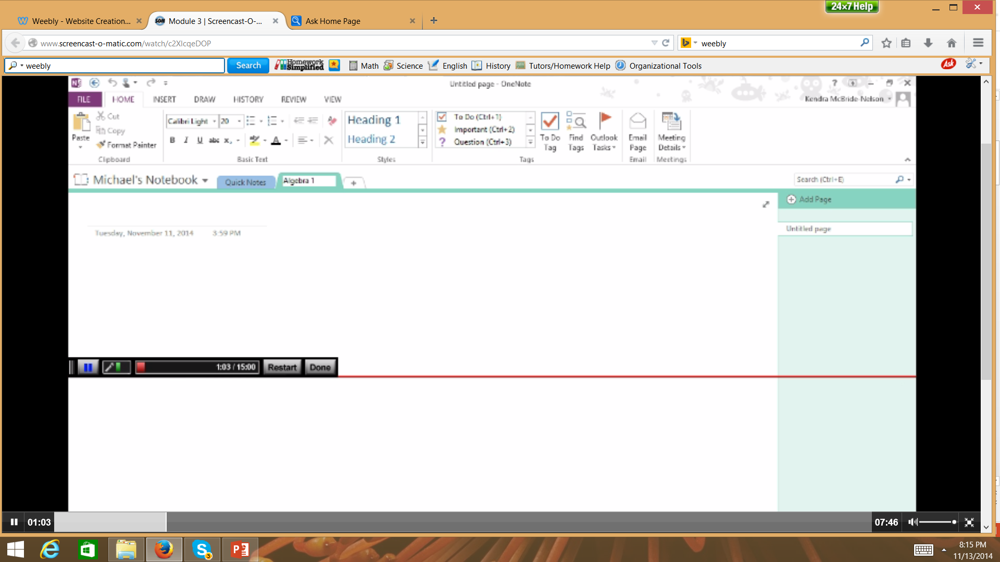 24×7 Help
Weebly - Website Creation...
Module 3 | Screencast-O-...
Ask Home Page
www.screencast-o-matic.com/watch/c2XIcqeDOP
weebly
weebly
Search
Homework Simplified
Math
Science
English
History
Tutors/Homework Help
Organizational Tools
Ask
Untitled page - OneNote
FILE
HOME
INSERT
DRAW
HISTORY
REVIEW
VIEW
Kendra McBride-Nelson
Paste
Cut
Copy
Format Painter
Clipboard
Calibri Light
20
B I U abc x,
A
Basic Text
Heading 1
Heading 2
Styles
To Do (Ctrl+1)
Important (Ctrl+2)
Question (Ctrl+3)
To Do
Tag
Find
Tags
Outlook
Tasks
Tags
Email
Page
Email
Meeting
Details
Meetings
Michael's Notebook
Quick Notes
Algebra 1
Search (Ctrl+E)
Add Page
Untitled page
Tuesday, November 11, 2014
3:59 PM
1:03 / 15:00
Restart
Done
01:03
07:46
3
8:15 PM
11/13/2014